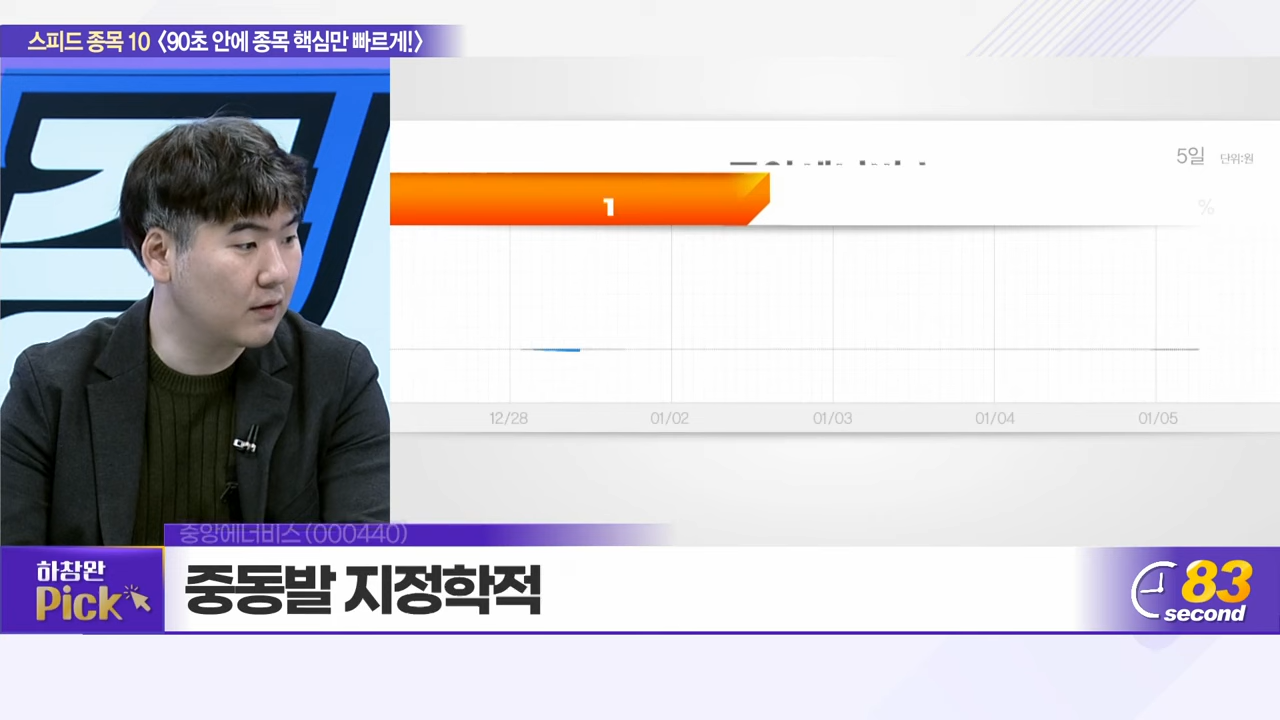 스피드 종목 10 〈90초 안에 종목 핵심만 빠르게!〉
5일 단위:원
1
%
12/28 01/02 01/03 01/04 01/05
중앙에너비스 (000440)
하창완
Pick
중동발 지정학적
83
second